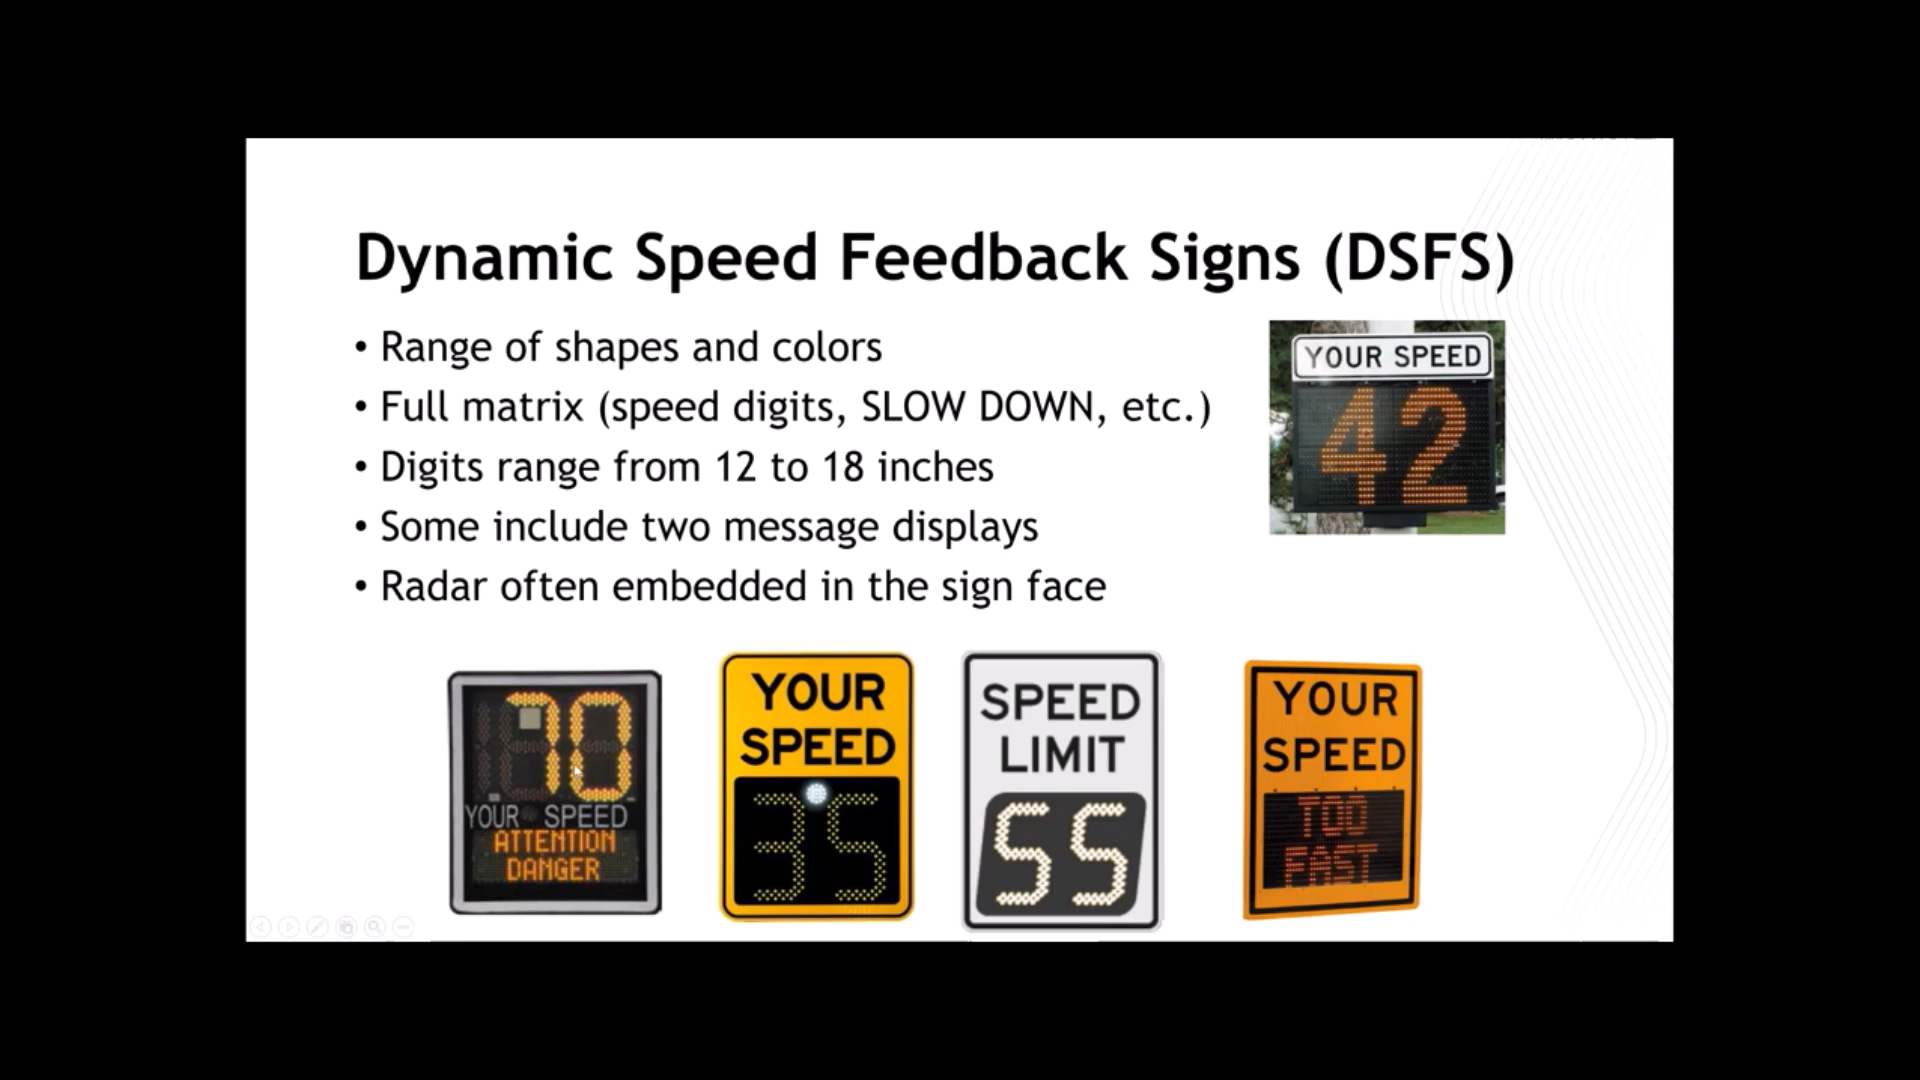 Dynamic Speed Feedback Signs (DSFS)
• Range of shapes and colors
• Full matrix (speed digits, SLOW DOWN, etc.)
• Digits range from 12 to 18 inches
• Some include two message displays
• Radar often embedded in the sign face
YOUR SPEED
42
70
YOUR SPEED
ATTENTION
DANGER
YOUR
SPEED
35
SPEED
LIMIT
55
YOUR
SPEED
TOO
FAST